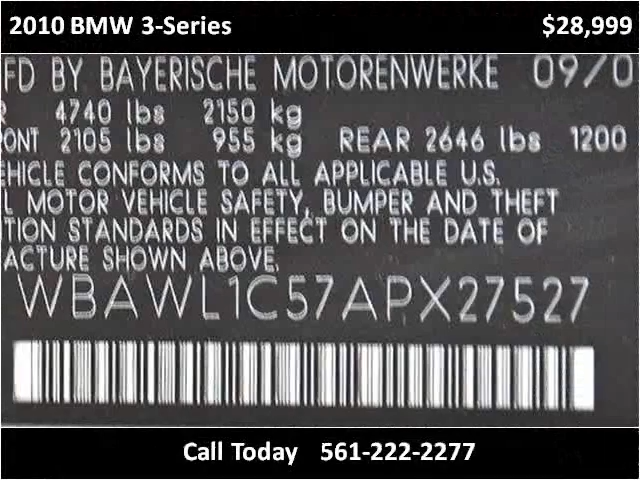 2010 BMW 3-Series $28,999
FD BY BAYERISCHE MOTORENWERKE 09/0
R 4740 lbs 2150 kg
ONT 2105 lbs 955 kg REAR 2646 lbs 1200
EHICLE CONFORMS TO ALL APPLICABLE U.S.
L MOTOR VEHICLE SAFETY, BUMPER AND THEFT
TION STANDARDS IN EFFECT ON THE DATE OF
ACTURE SHOWN ABOVE.
WBAWL1C57APX27527
Call Today 561-222-2277